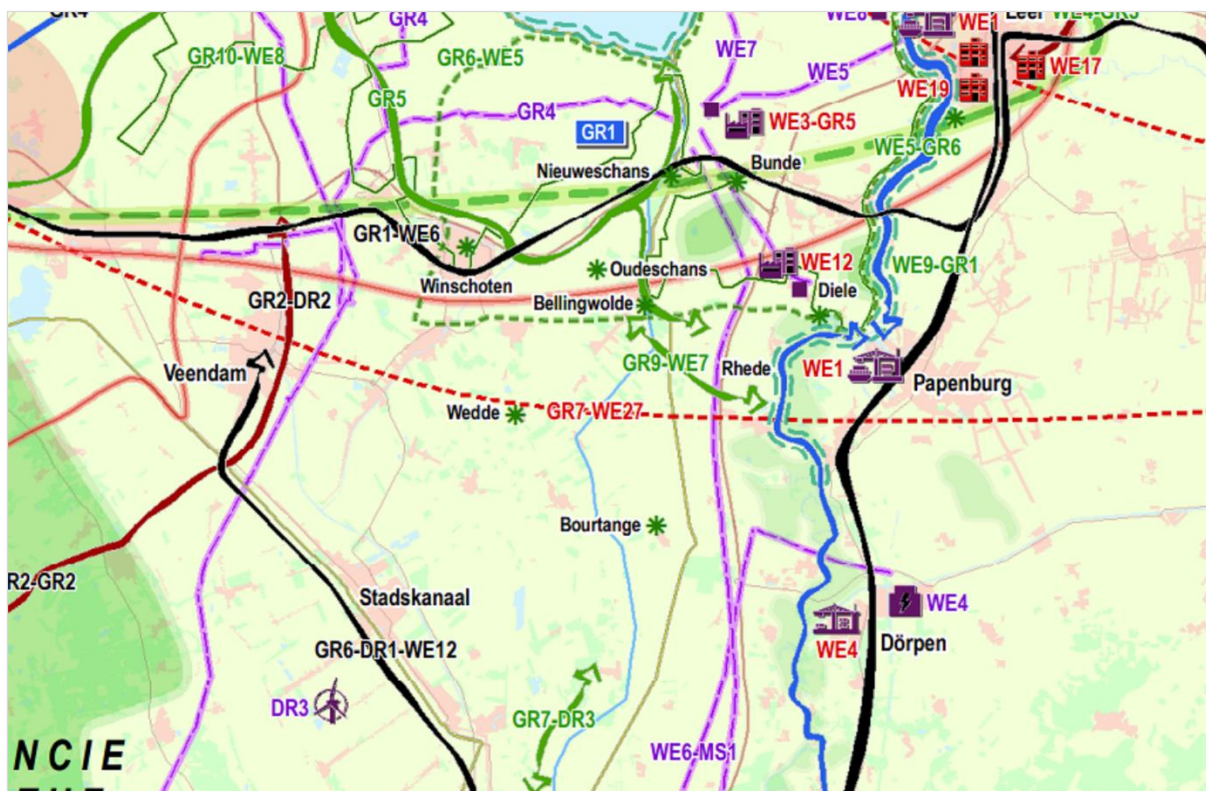 GR4
GR4
WE8
WE1
Leer
WE4-GR3
GR10-WE8
GR6-WE5
WE7
WE5
WE17
WE19
GR5
GR4
GR1
WE3-GR5
WE5-GR6
Nieuweschans
Bunde
GR1-WE6
Winschoten
Oudeschans
WE12
WE9-GR1
Diele
GR2-DR2
Bellingwolde
Veendam
GR9-WE7
Rhede
WE1
Papenburg
Wedde
GR7-WE27
Bourtange
R2-GR2
Stadskanaal
WE4
WE4
Dörpen
GR6-DR1-WE12
DR3
GR7-DR3
WE6-MS1
NCIE